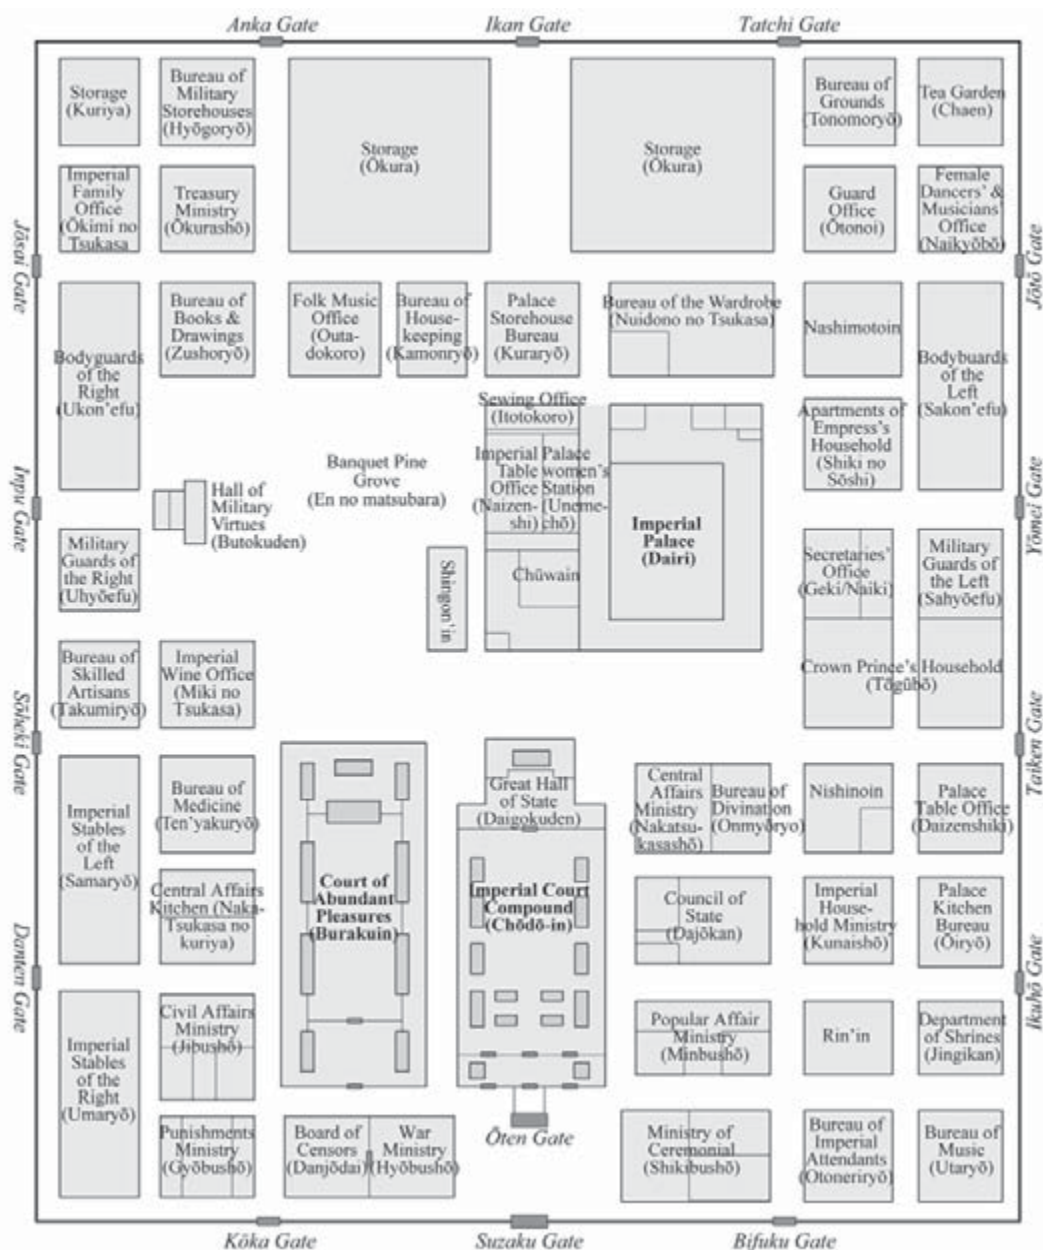 Anka Gate
Ikan Gate
Tatchi Gate
Storage
(Kuriya)
Bureau of
Military
Storehouses
(Hyōgoryō)
Storage
(Ōkura)
Storage
(Ōkura)
Bureau of
Grounds
(Tonomoryō)
Tea Garden
(Chaen)
Imperial
Family
Office
(Ōkimi no
Tsukasa
Treasury
Ministry
(Ōkurashō)
Guard
Office
(Ōtonoi)
Female
Dancers' &
Musicians'
Office
(Naikyōbō)
Jōsai Gate
Jōtō Gate
Bodyguards
of the
Right
(Ukon'efu)
Bureau of
Books &
Drawings
(Zushoryō)
Folk Music
Office
(Outa-
dokoro)
Bureau of
House-
keeping
(Kamonryō)
Palace
Storehouse
Bureau
(Kuraryō)
Bureau of the Wardrobe
(Nuidono no Tsukasa)
Nashimotoin
Bodybuards
of the
Left
(Sakon'efu)
Sewing Office
(Itotokoro)
Apartments of
Empress's
Household
(Shiki no
Sōshi)
Inpu Gate
Yōmei Gate
Hall of
Military
Virtues
(Butokuden)
Banquet Pine
Grove
(En no matsubara)
Imperial
Table
Office
(Naizen-
shi)
Palace
women's
Station
(Uneme-
chō)
Imperial
Palace
(Dairi)
Military
Guards of
the Right
(Uhyōefu)
Shingon'in
Chūwain
Secretaries'
Office
(Geki/Naiki)
Military
Guards of
the Left
(Sahyōefu)
Bureau of
Skilled
Artisans
(Takumiryō)
Imperial
Wine Office
(Miki no
Tsukasa)
Crown Prince's Household
(Tōgūbō)
Sōheki Gate
Taiken Gate
Imperial
Stables
of the
Left
(Samaryō)
Bureau of
Medicine
(Ten'yakuryō)
Great Hall
of State
(Daigokuden)
Central
Affairs
Ministry
(Nakatsu-
kasashō)
Bureau of
Divination
(Onmyōryo)
Nishinoin
Palace
Table Office
(Daizenshiki)
Central Affairs
Kitchen (Naka-
Tsukasa no
kuriya)
Court of
Abundant
Pleasures
(Burakuin)
Imperial Court
Compound
(Chōdō-in)
Council of
State
(Dajōkan)
Imperial
House-
hold Ministry
(Kunaishō)
Palace
Kitchen
Bureau
(Ōiryō)
Danten Gate
Ikuhō Gate
Imperial
Stables
of the
Right
(Umaryō)
Civil Affairs
Ministry
(Jibushō)
Popular Affair
Ministry
(Minbushō)
Rin'in
Department
of Shrines
(Jingikan)
Punishments
Ministry
(Gyōbushō)
Board of
Censors
(Danjōdai)
War
Ministry
(Hyōbushō)
Ōten Gate
Ministry of
Ceremonial
(Shikibushō)
Bureau of
Imperial
Attendants
(Otoneriryō)
Bureau of
Music
(Utaryō)
Kōka Gate
Suzaku Gate
Bifuku Gate